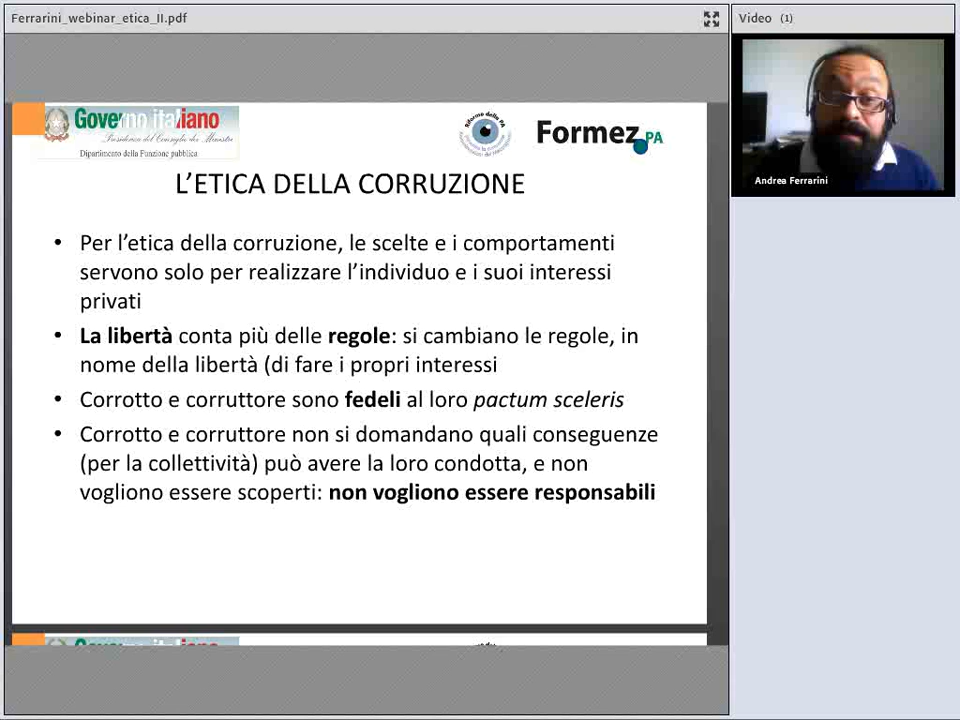 Ferrarini_webinar_etica_II.pdf
Video (1)
Governo italiano
Presidenza del Consiglio dei Ministri
Dipartimento della Funzione pubblica
Riforme della PA
Formez PA
Andrea Ferrarini
L’ETICA DELLA CORRUZIONE
• Per l’etica della corruzione, le scelte e i comportamenti
servono solo per realizzare l’individuo e i suoi interessi
privati
• La libertà conta più delle regole: si cambiano le regole, in
nome della libertà (di fare i propri interessi
• Corrotto e corruttore sono fedeli al loro pactum sceleris
• Corrotto e corruttore non si domandano quali conseguenze
(per la collettività) può avere la loro condotta, e non
vogliono essere scoperti: non vogliono essere responsabili